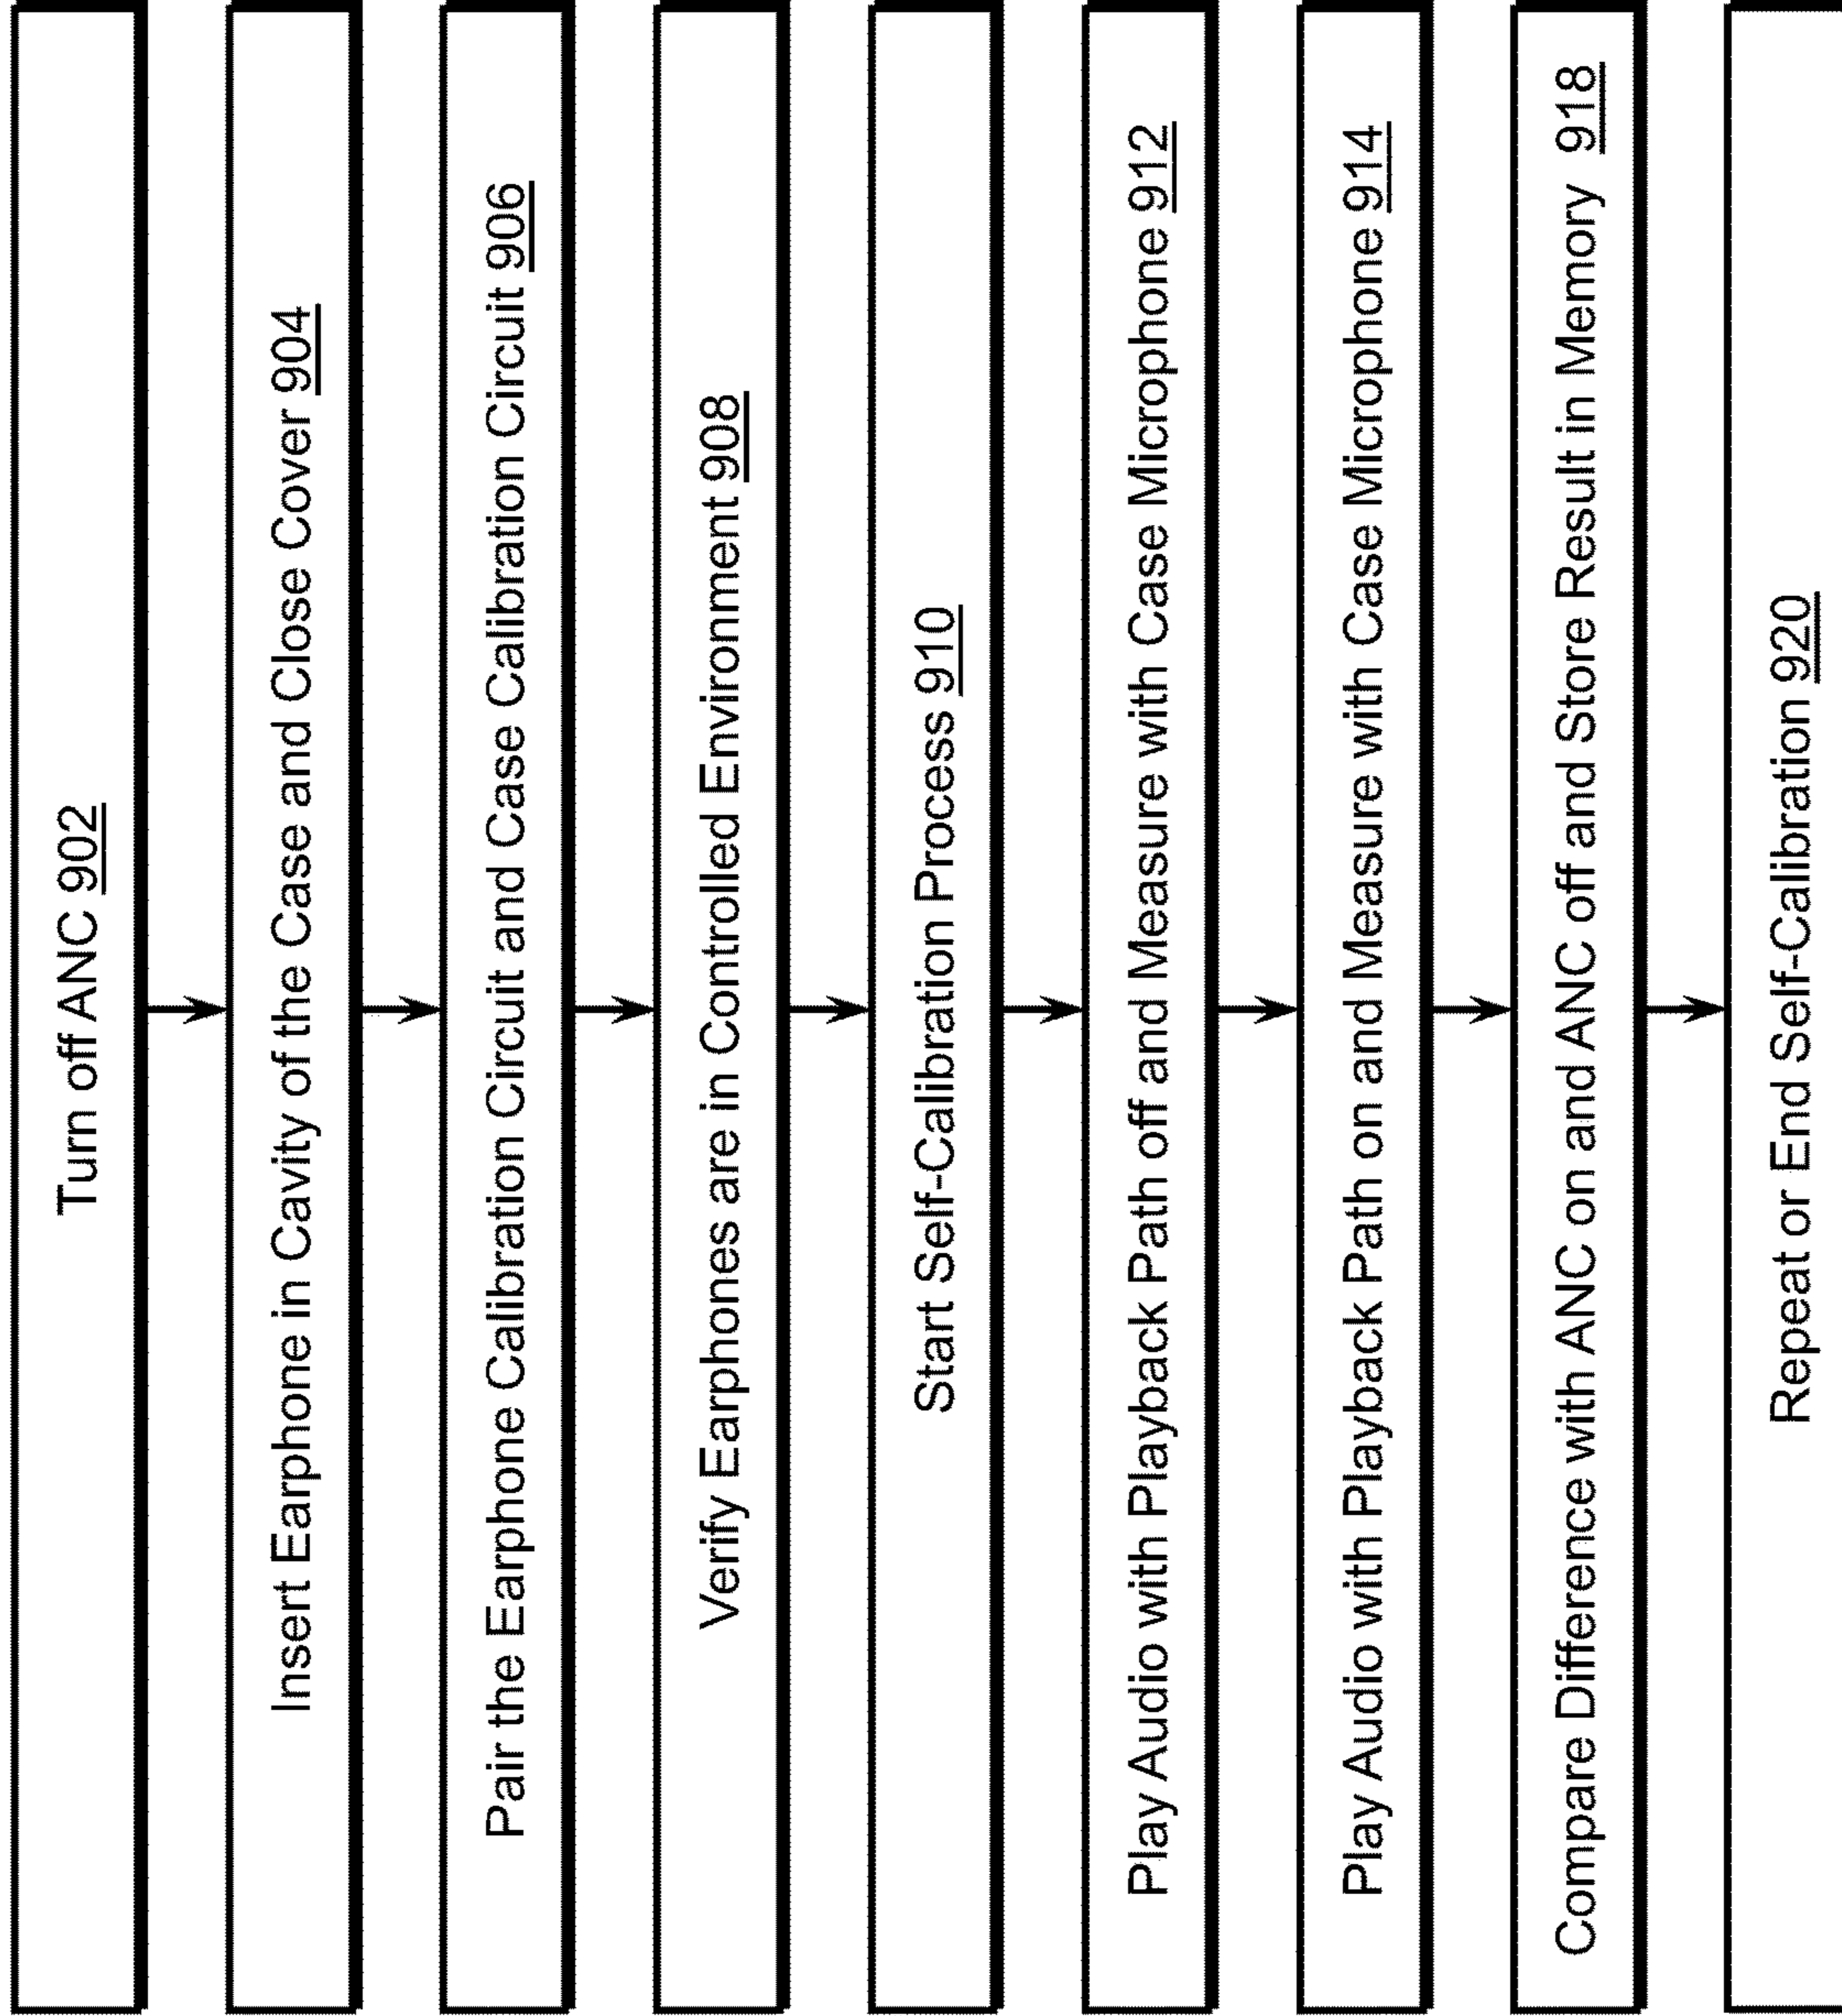 Turn off ANC 902
Insert Earphone in Cavity of the Case and Close Cover 904
Pair the Earphone Calibration Circuit and Case Calibration Circuit 906
Verify Earphones are in Controlled Environment 908
Start Self-Calibration Process 910
Play Audio with Playback Path off and Measure with Case Microphone 912
Play Audio with Playback Path on and Measure with Case Microphone 914
Compare Difference with ANC on and ANC off and Store Result in Memory 918
Repeat or End Self-Calibration 920